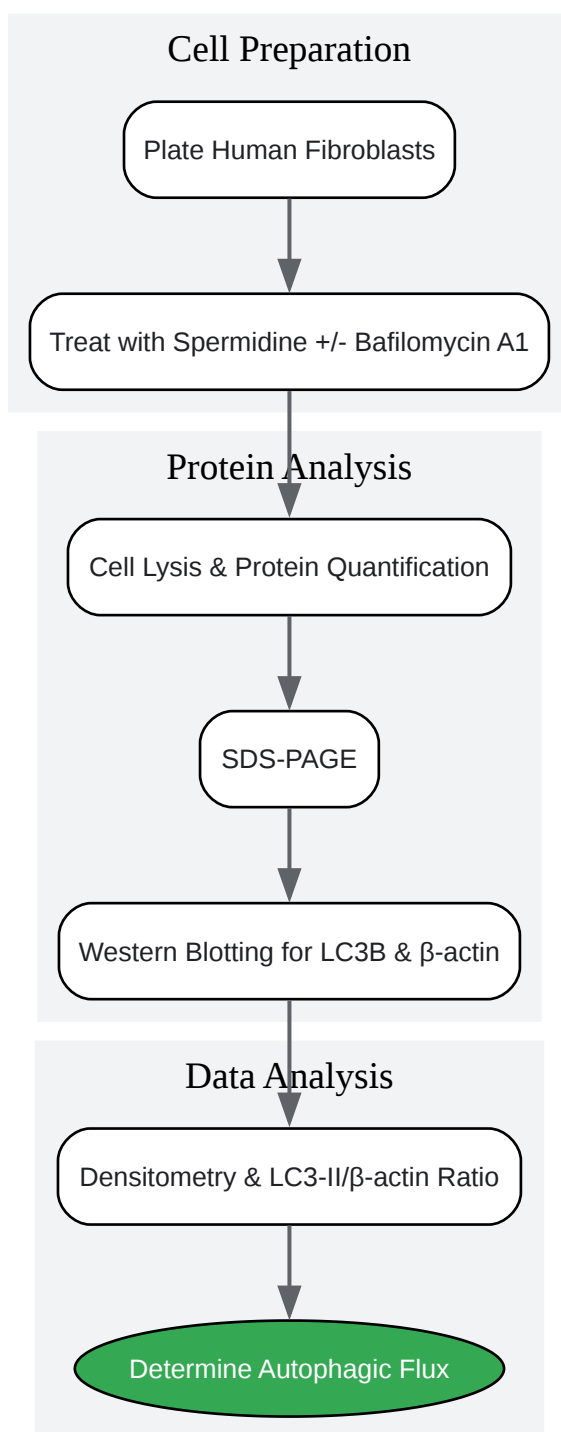 Cell Preparation
Plate Human Fibroblasts
Treat with Spermidine +/- Bafilomycin A1
Protein Analysis
Cell Lysis & Protein Quantification
SDS-PAGE
Western Blotting for LC3B & β-actin
Data Analysis
Densitometry & LC3-II/β-actin Ratio
Determine Autophagic Flux